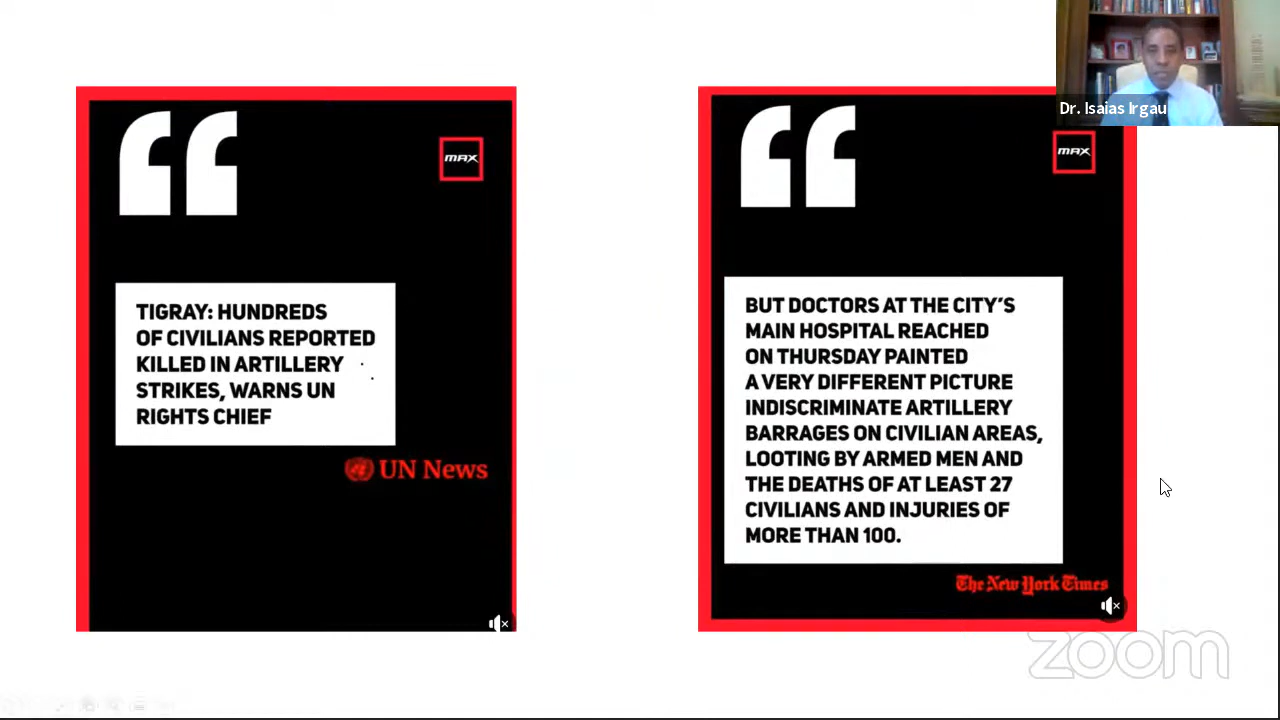 Dr. Isaias Irgau
MAX
TIGRAY: HUNDREDS
OF CIVILIANS REPORTED
KILLED IN ARTILLERY
STRIKES, WARNS UN
RIGHTS CHIEF
UN News
MAX
BUT DOCTORS AT THE CITY'S
MAIN HOSPITAL REACHED
ON THURSDAY PAINTED
A VERY DIFFERENT PICTURE
INDISCRIMINATE ARTILLERY
BARRAGES ON CIVILIAN AREAS,
LOOTING BY ARMED MEN AND
THE DEATHS OF AT LEAST 27
CIVILIANS AND INJURIES OF
MORE THAN 100.
The New York Times
zoom